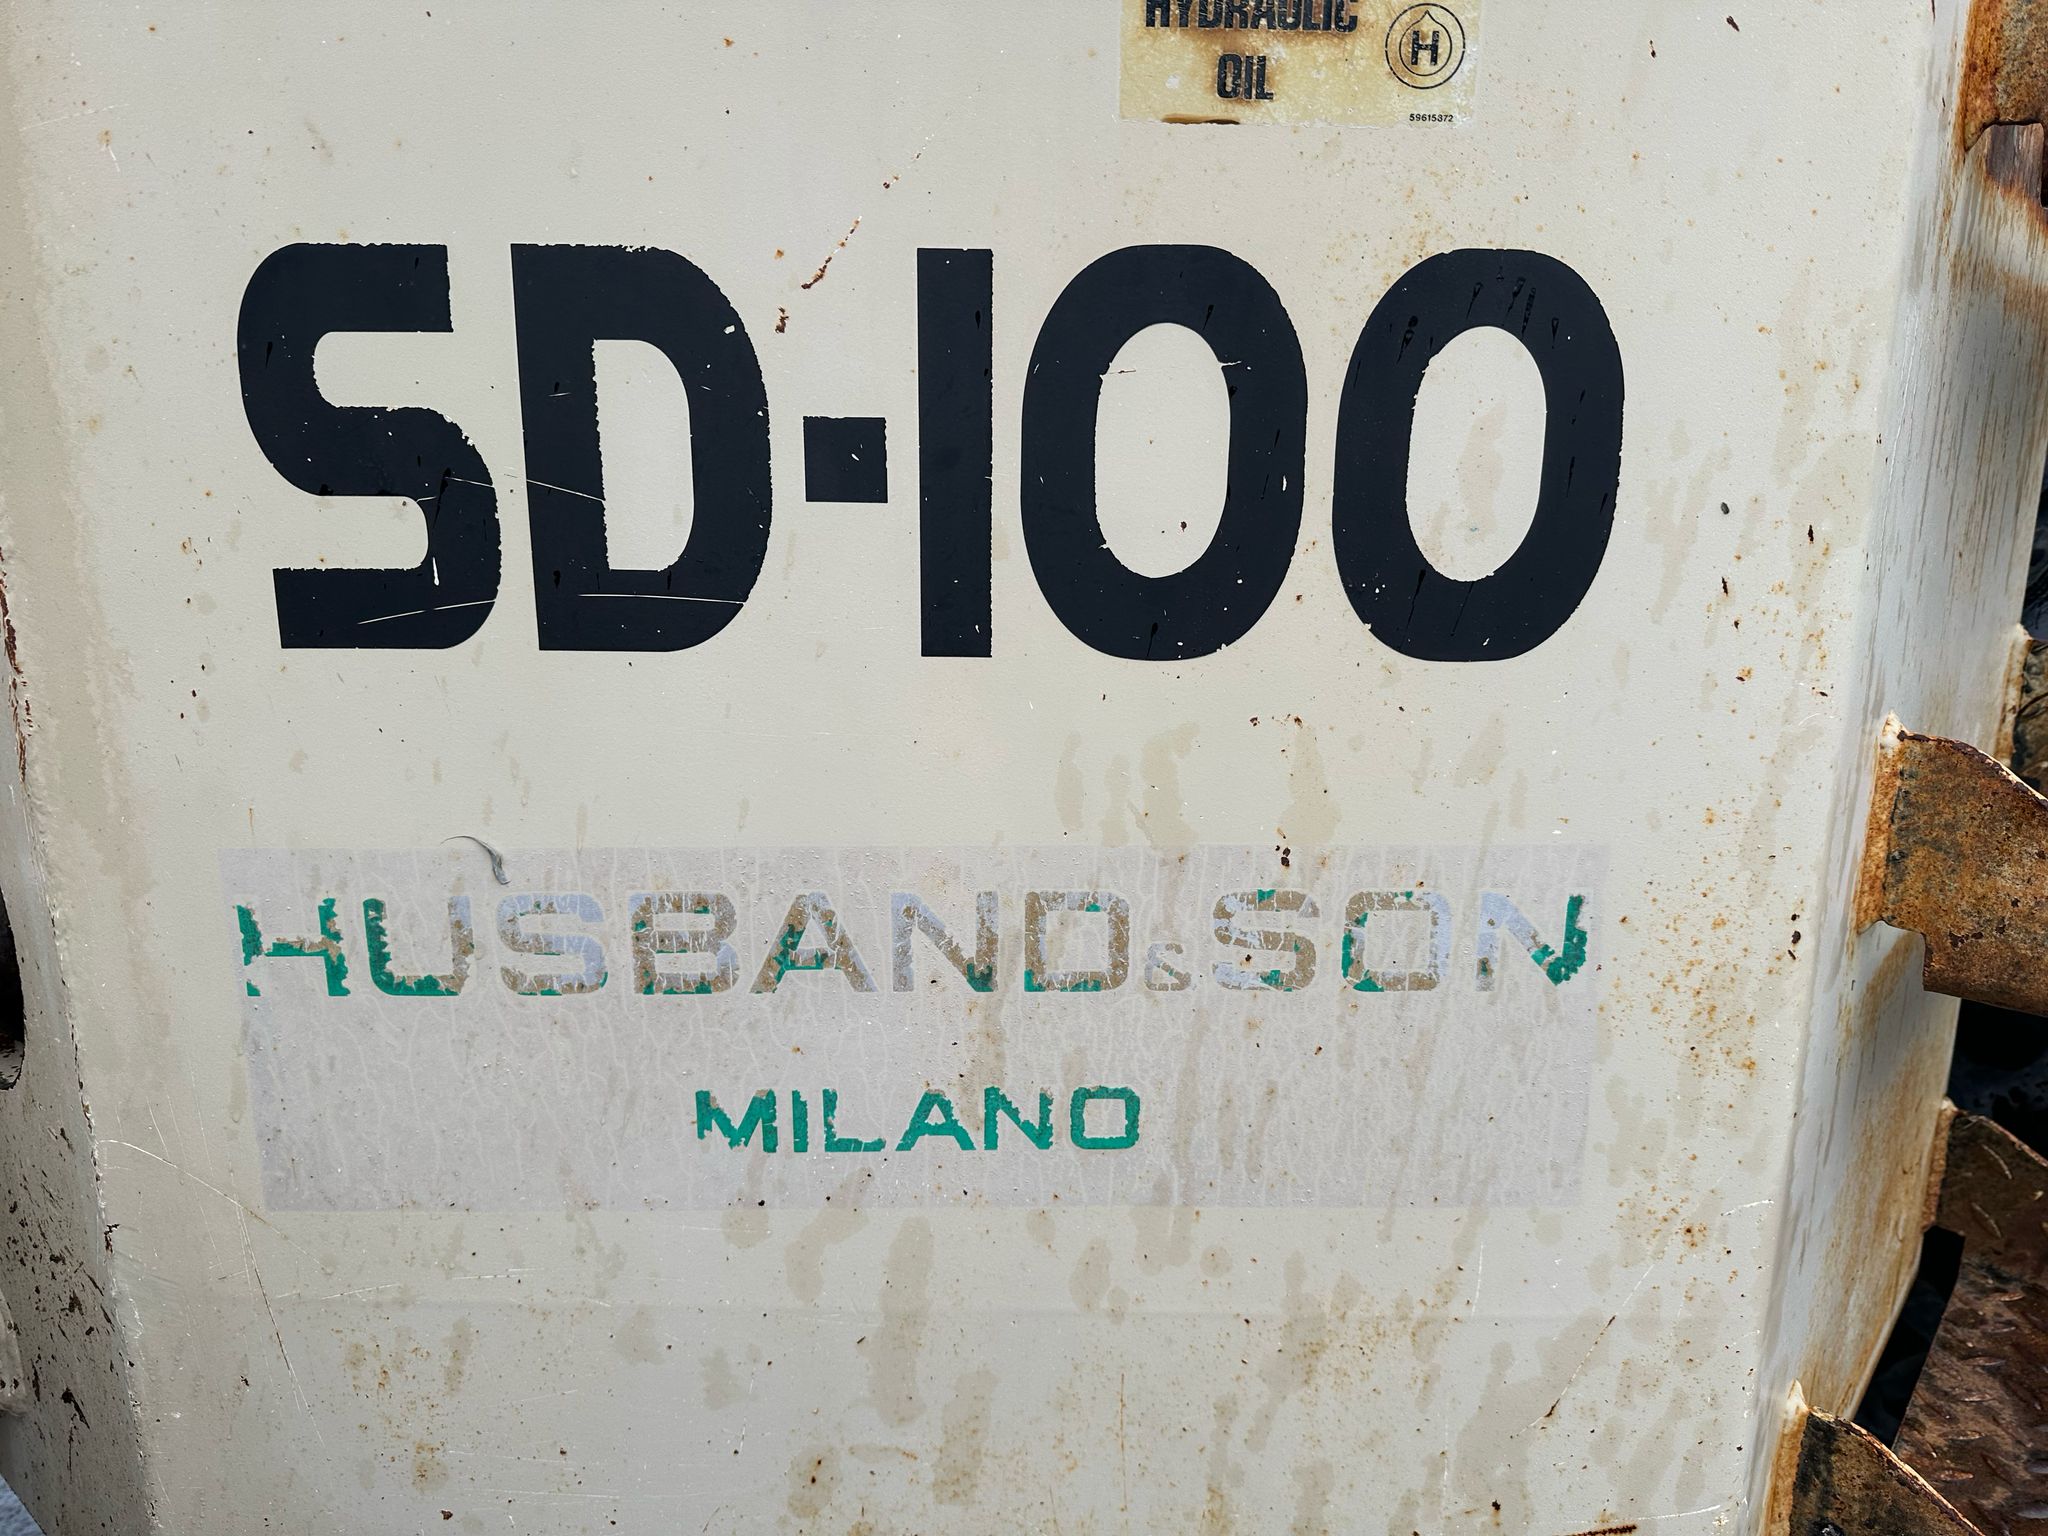 HYDRAULIC
OIL
H
59615372
SD-100
HUSBAND & SON
MILANO